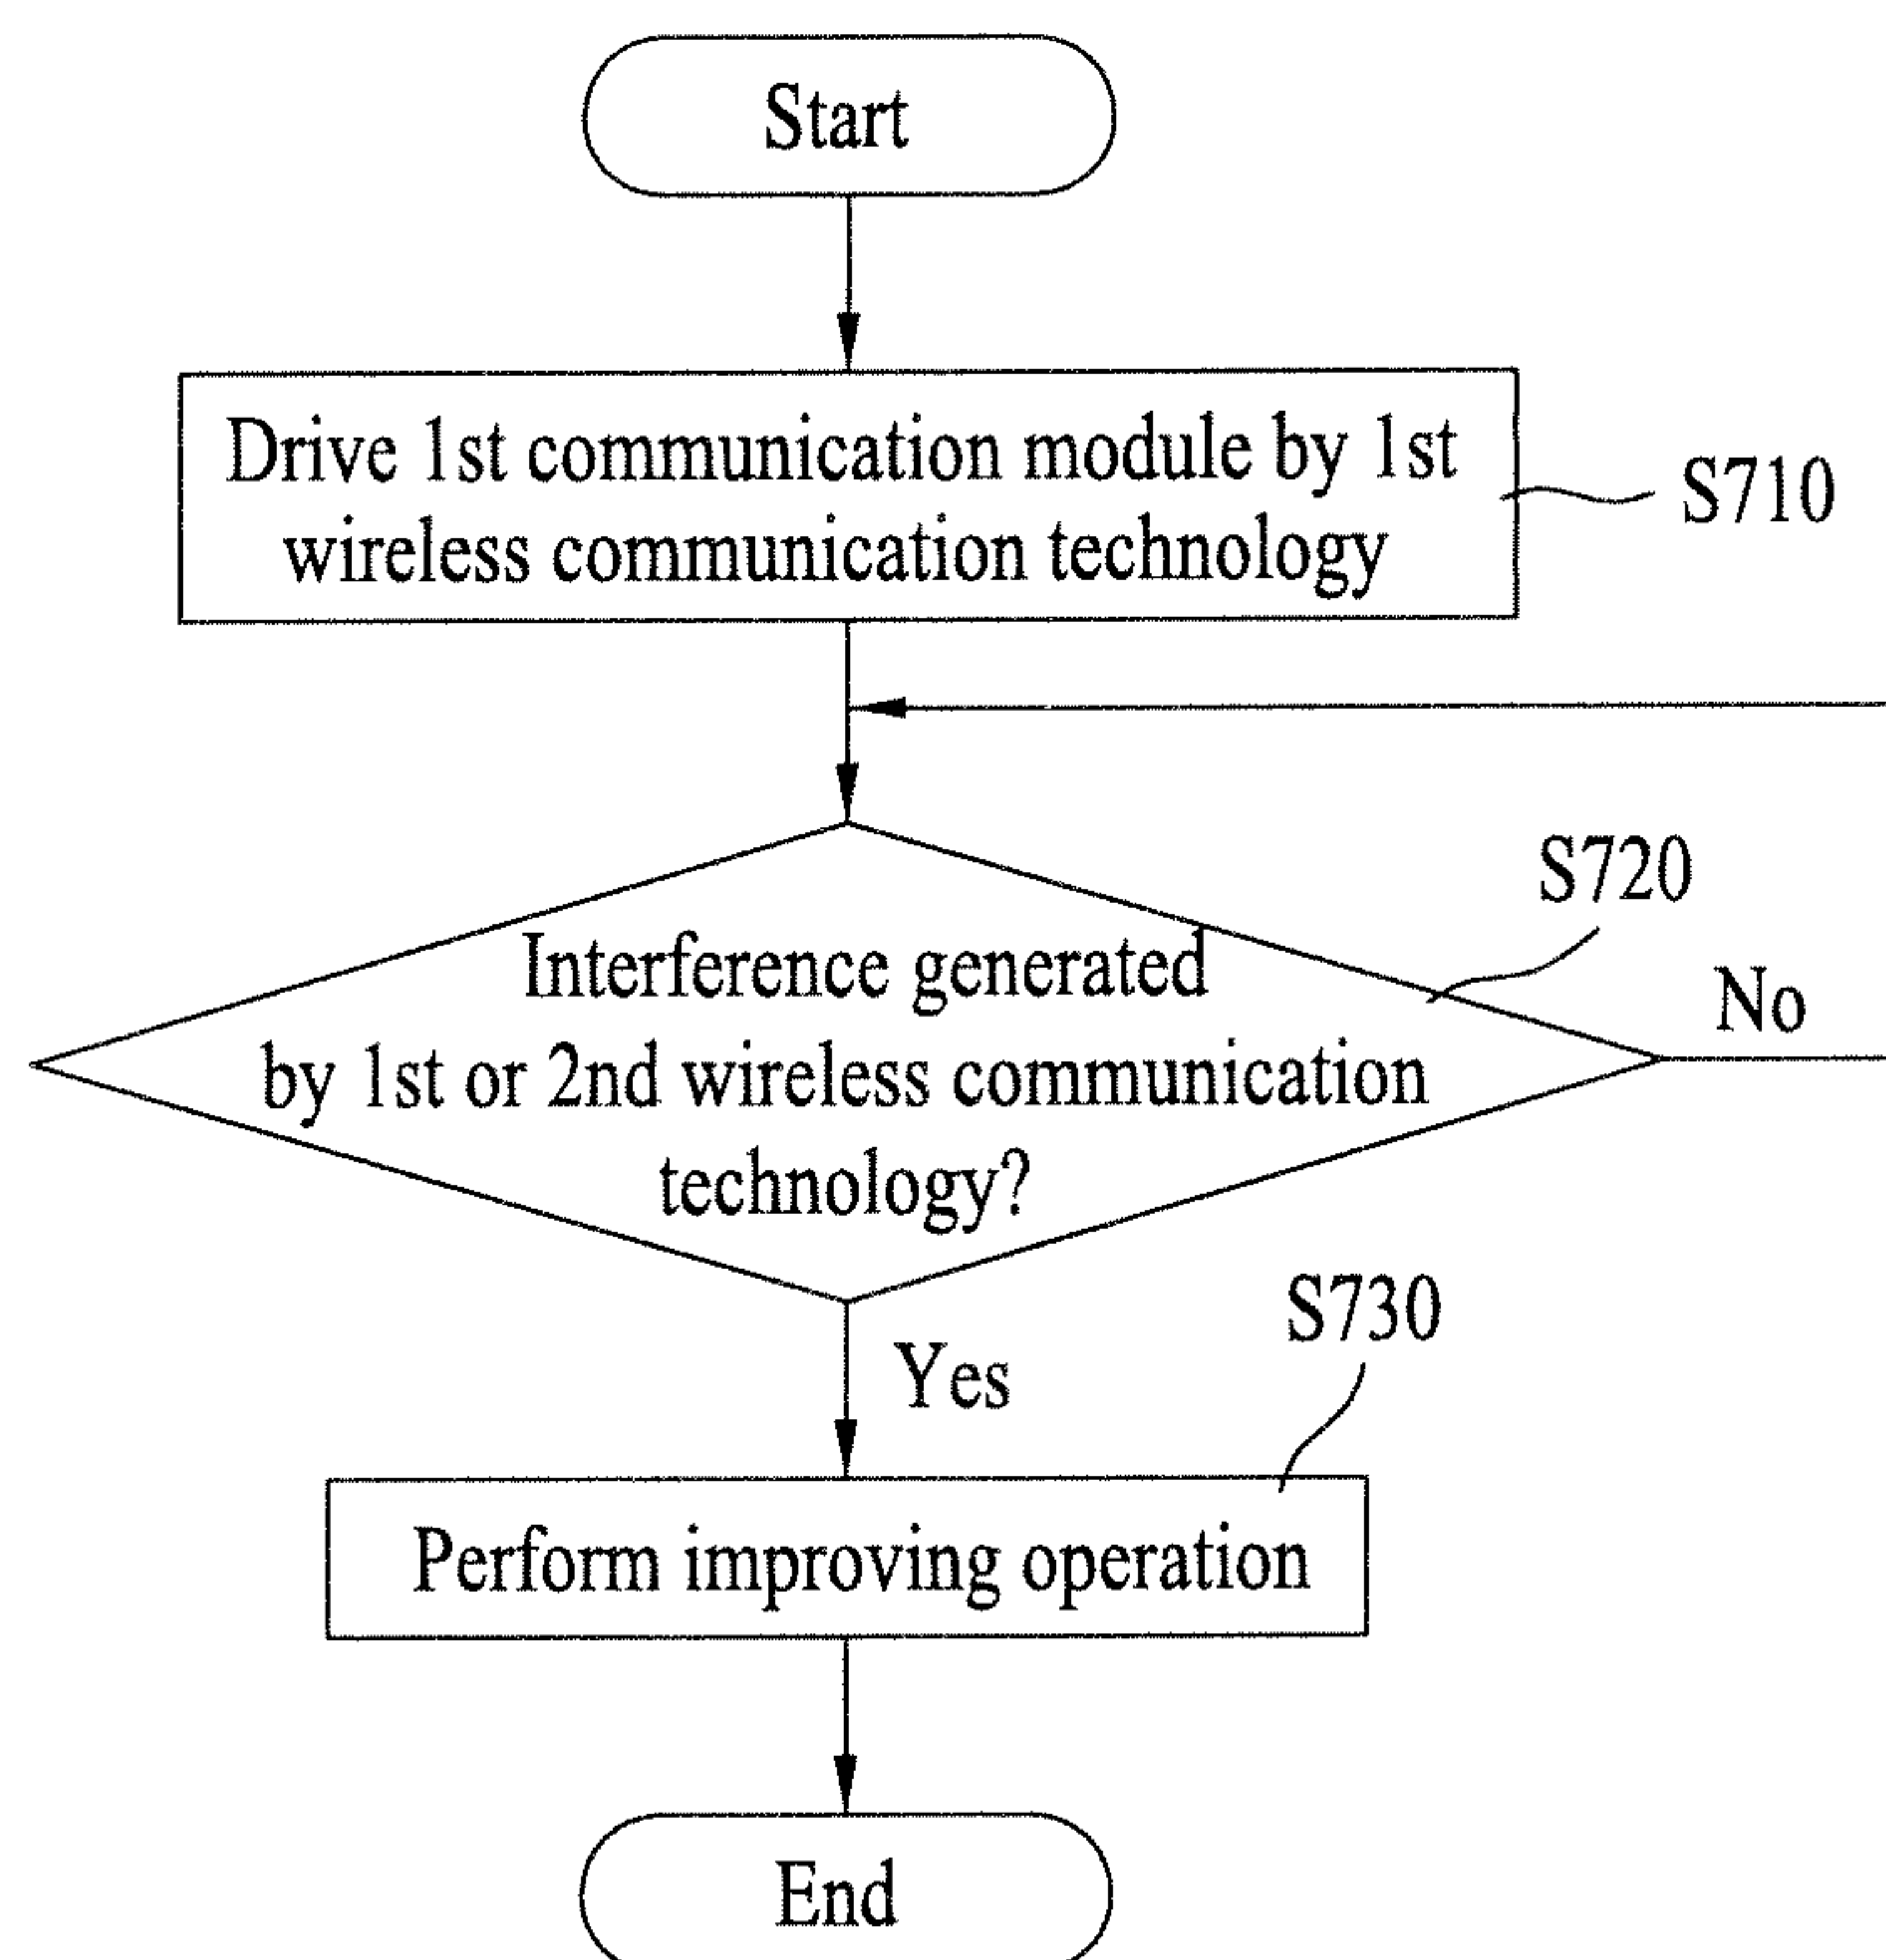 Start
Drive 1st communication module by 1st
wireless communication technology
S710
S720
Interference generated
by 1st or 2nd wireless communication
technology?
No
Yes
S730
Perform improving operation
End